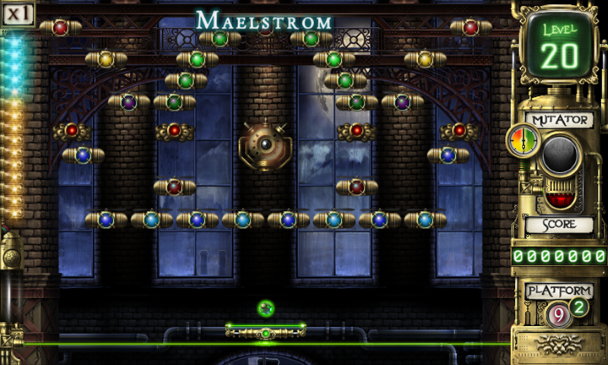 x1
MAELSTROM
LEVEL
20
MUTATOR
SCORE
0000000
PLATFORM
9 2